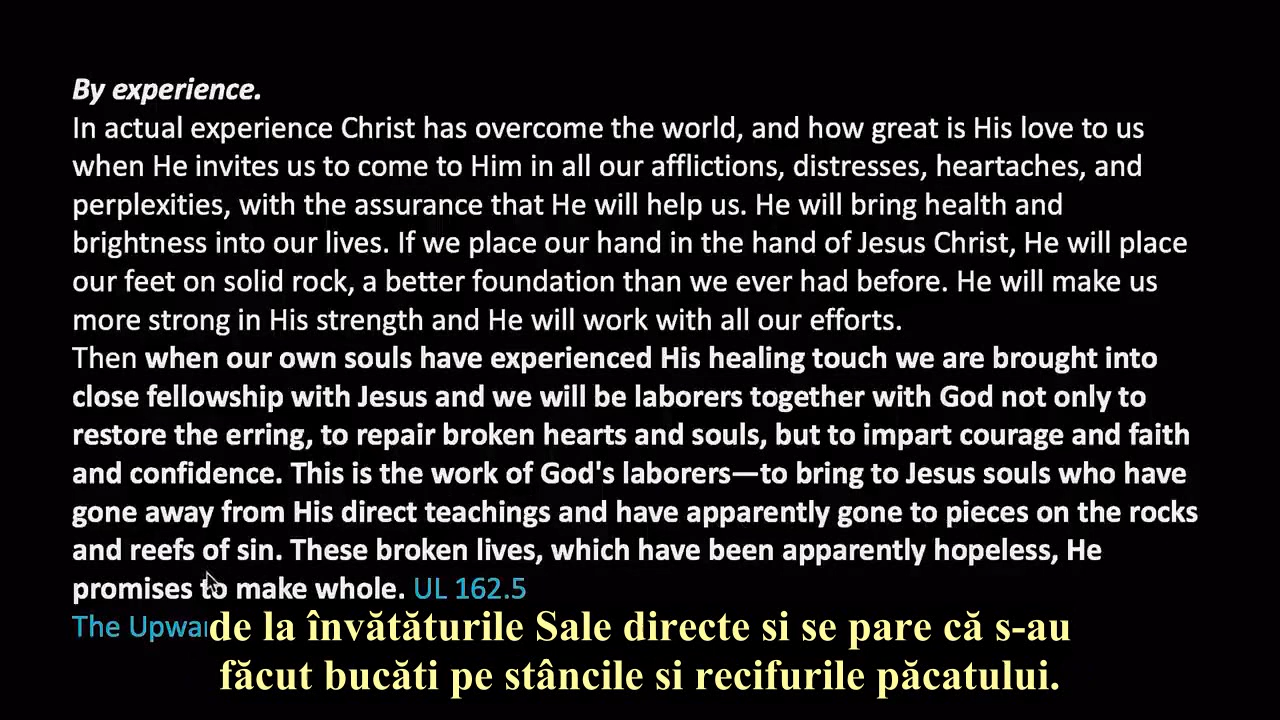 By experience.
In actual experience Christ has overcome the world, and how great is His love to us
when He invites us to come to Him in all our afflictions, distresses, heartaches, and
perplexities, with the assurance that He will help us. He will bring health and
brightness into our lives. If we place our hand in the hand of Jesus Christ, He will place
our feet on solid rock, a better foundation than we ever had before. He will make us
more strong in His strength and He will work with all our efforts.
Then when our own souls have experienced His healing touch we are brought into
close fellowship with Jesus and we will be laborers together with God not only to
restore the erring, to repair broken hearts and souls, but to impart courage and faith
and confidence. This is the work of God's laborers—to bring to Jesus souls who have
gone away from His direct teachings and have apparently gone to pieces on the rocks
and reefs of sin. These broken lives, which have been apparently hopeless, He
promises to make whole. UL 162.5
The
de la învătăturile Sale directe si se pare că s-au
făcut bucăti pe stâncile si recifurile păcatului.